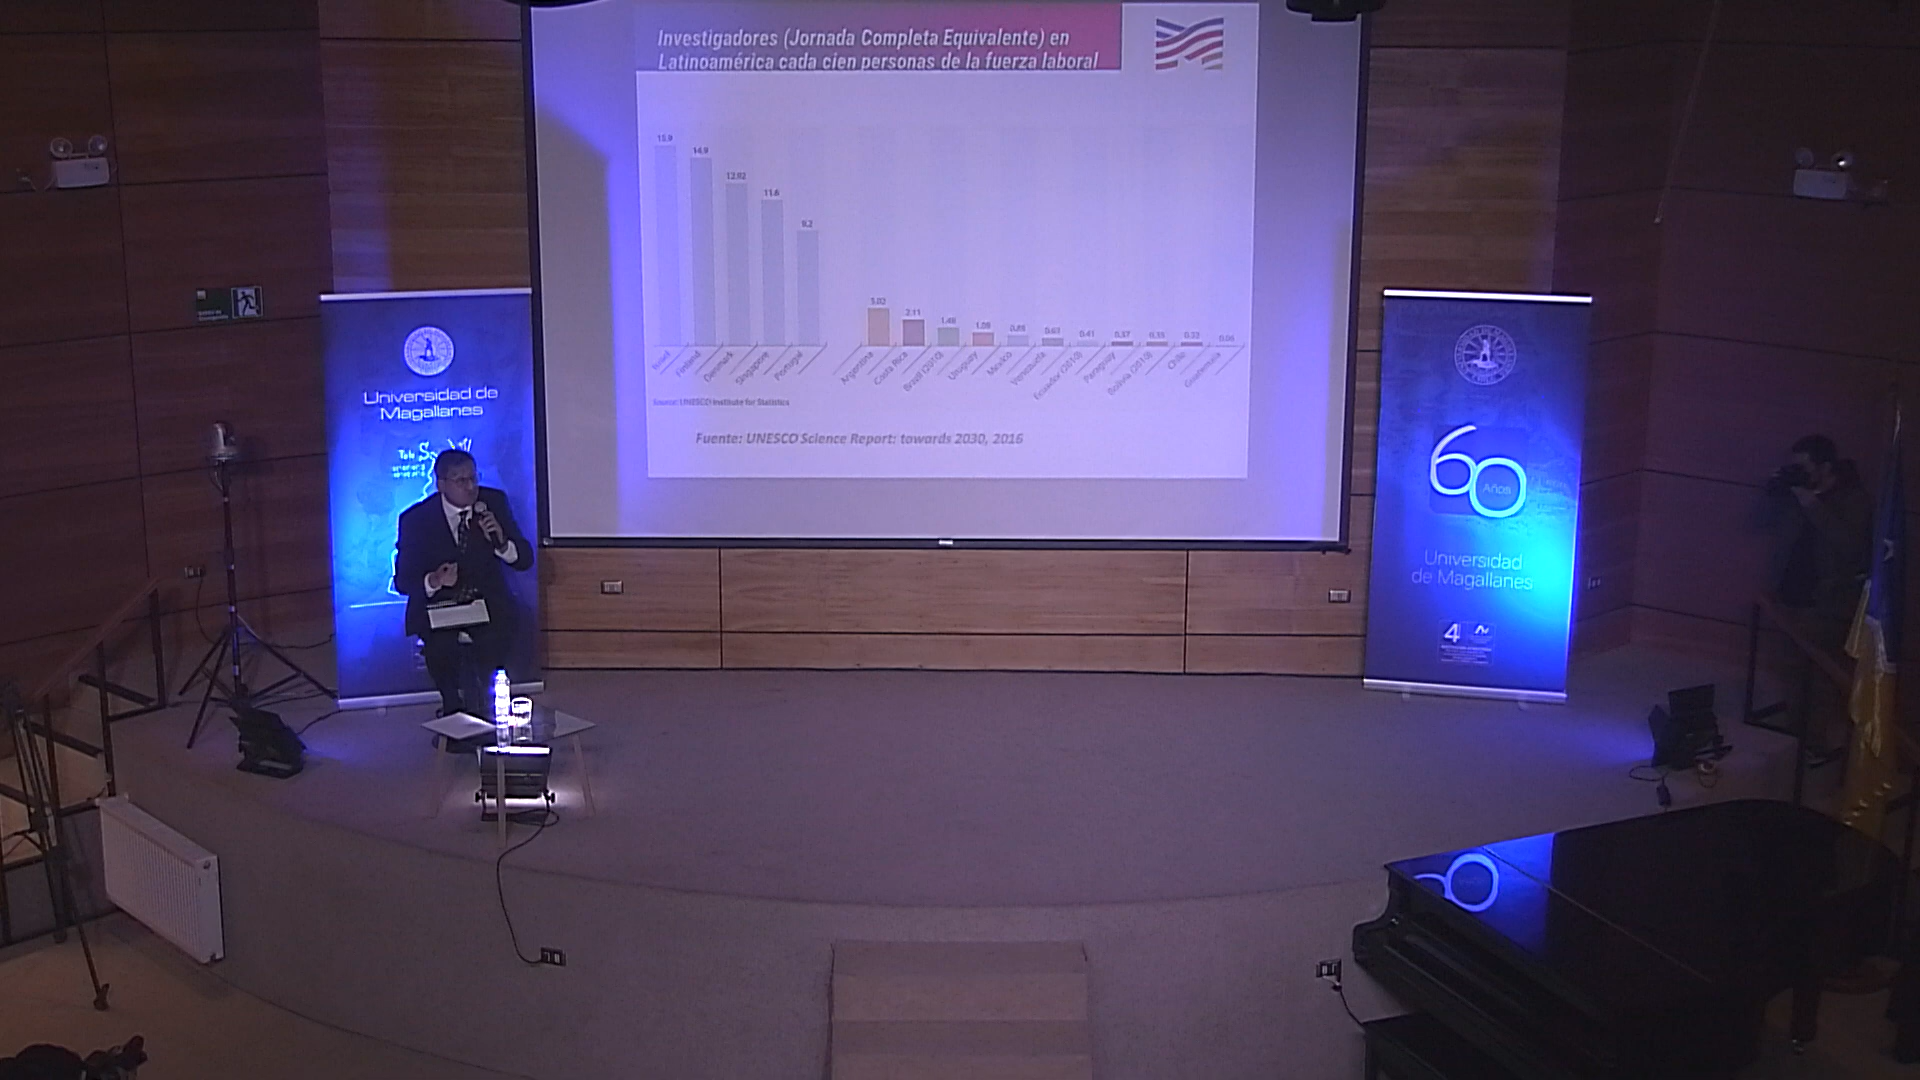 Investigadores (Jornada Completa Equivalente) en
Latinoamérica cada cien personas de la fuerza laboral
15.9
14.9
12.92
11.6
9.2
5.02
2.11
1.48
1.08
0.85
0.63
0.41
0.37
0.35
0.33
0.06
Israel
Finland
Denmark
Singapore
Portugal
Argentina
Costa Rica
Brazil (2010)
Uruguay
Mexico
Venezuela
Ecuador (2010)
Paraguay
Bolivia (2010)
Chile
Guatemala
Source: UNESCO Institute for Statistics
Fuente: UNESCO Science Report: towards 2030, 2016
Universidad de
Magallanes
60
Años
Universidad
de Magallanes
4